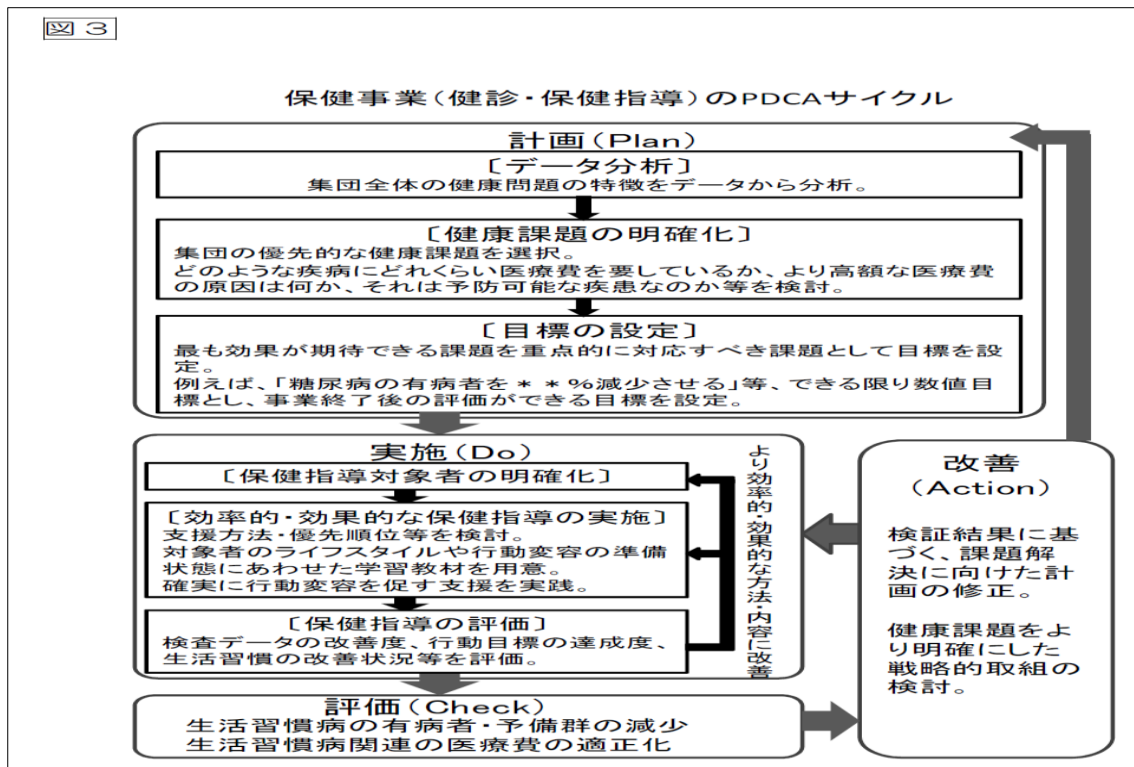 図 3
保健事業(健診・保健指導)のPDCAサイクル
計画(Plan)
〔データ分析〕
集団全体の健康問題の特徴をデータから分析。
〔健康課題の明確化〕
集団の優先的な健康課題を選択。
どのような疾病にどれくらい医療費を要しているか、より高額な医療費
の原因は何か、それは予防可能な疾患なのか等を検討。
〔目標の設定〕
最も効果が期待できる課題を重点的に対応すべき課題として目標を設
定。
例えば、「糖尿病の有病者を**%減少させる」等、できる限り数値目
標とし、事業終了後の評価ができる目標を設定。
実施(Do)
〔保健指導対象者の明確化〕
〔効率的・効果的な保健指導の実施〕
支援方法・優先順位等を検討。
対象者のライフスタイルや行動変容の準備
状態にあわせた学習教材を用意。
確実に行動変容を促す支援を実践。
〔保健指導の評価〕
検査データの改善度、行動目標の達成度、
生活習慣の改善状況等を評価。
より効率的・効果的な方法・内容に改善
評価(Check)
生活習慣病の有病者・予備群の減少
生活習慣病関連の医療費の適正化
改善
(Action)
検証結果に基
づく、課題解
決に向けた計
画の修正。
健康課題をよ
り明確にした
戦略的取組の
検討。